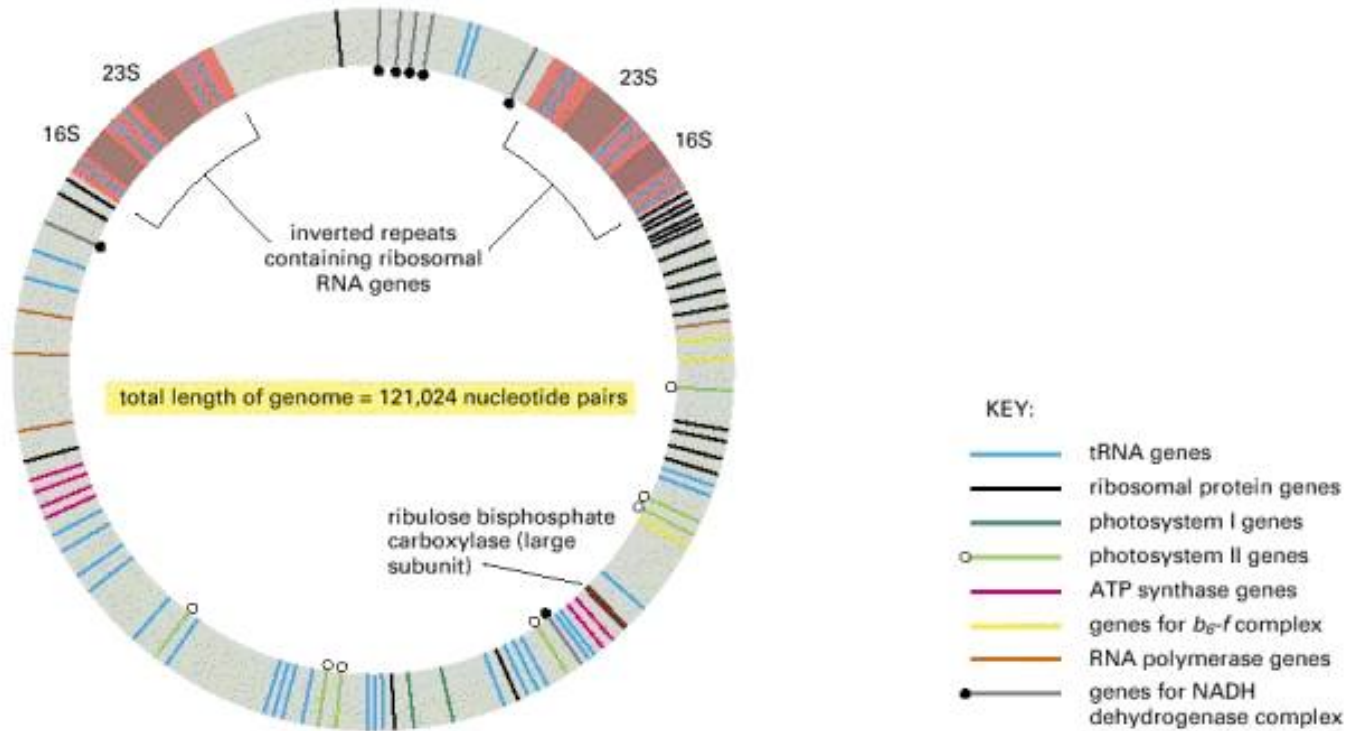 23S
23S
16S
16S
inverted repeats
containing ribosomal
RNA genes
total length of genome = 121,024 nucleotide pairs
ribulose bisphosphate
carboxylase (large
subunit)
KEY:
tRNA genes
ribosomal protein genes
photosystem I genes
photosystem II genes
ATP synthase genes
genes for b6-f complex
RNA polymerase genes
genes for NADH
dehydrogenase complex